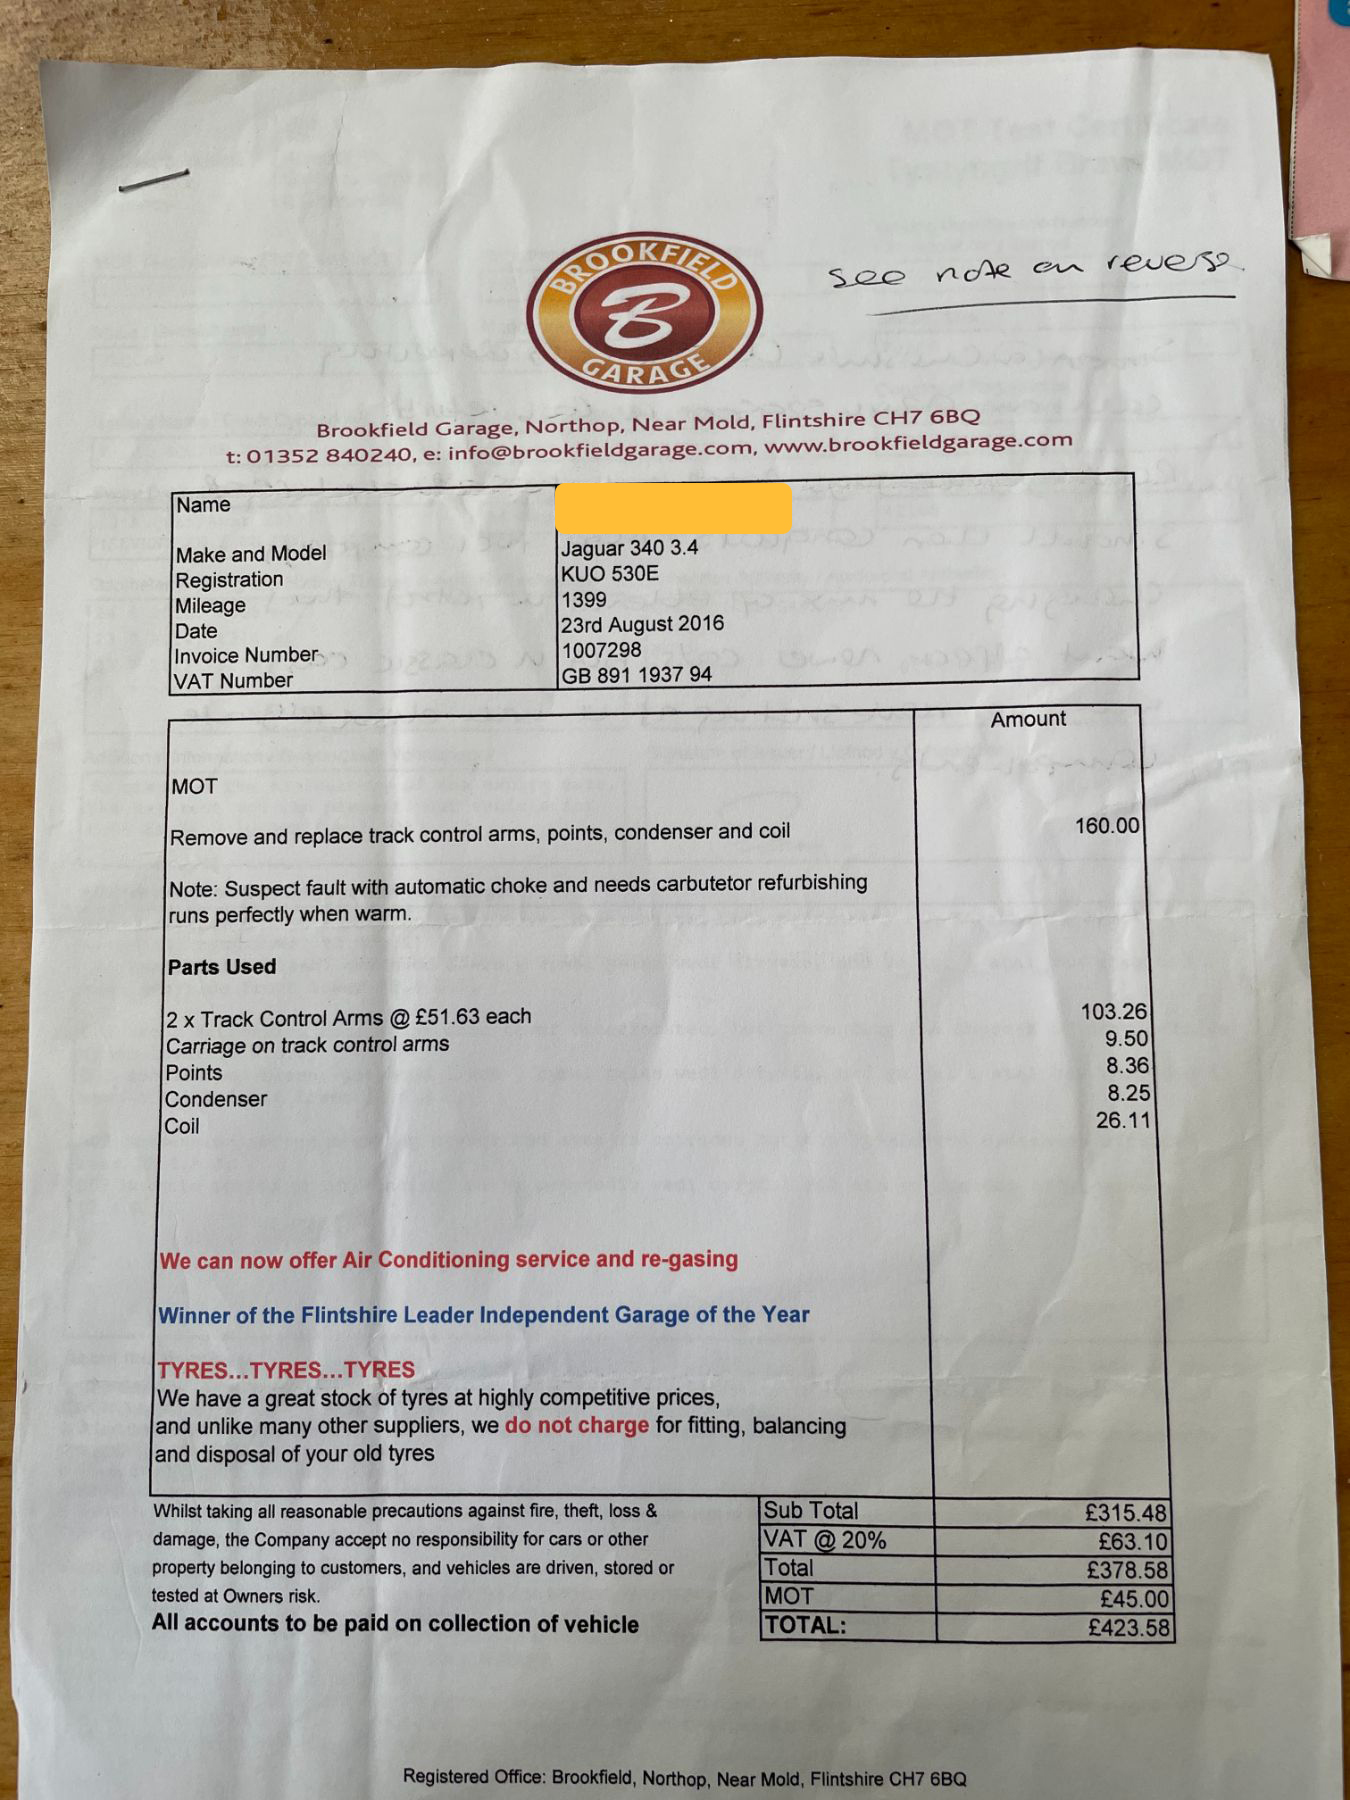 see note on reverse
BROOKFIELD
B
GARAGE
Brookfield Garage, Northop, Near Mold, Flintshire CH7 6BQ
t: 01352 840240, e: info@brookfieldgarage.com, www.brookfieldgarage.com
Name
Make and Model Jaguar 340 3.4
Registration KUO 530E
Mileage 1399
Date 23rd August 2016
Invoice Number 1007298
VAT Number GB 891 1937 94
Amount
MOT
Remove and replace track control arms, points, condenser and coil 160.00
Note: Suspect fault with automatic choke and needs carbutetor refurbishing
runs perfectly when warm.
Parts Used
2 x Track Control Arms @ £51.63 each 103.26
Carriage on track control arms 9.50
Points 8.36
Condenser 8.25
Coil 26.11
We can now offer Air Conditioning service and re-gasing
Winner of the Flintshire Leader Independent Garage of the Year
TYRES...TYRES...TYRES
We have a great stock of tyres at highly competitive prices,
and unlike many other suppliers, we do not charge for fitting, balancing
and disposal of your old tyres
Whilst taking all reasonable precautions against fire, theft, loss &
damage, the Company accept no responsibility for cars or other
property belonging to customers, and vehicles are driven, stored or
tested at Owners risk.
All accounts to be paid on collection of vehicle
Sub Total £315.48
VAT @ 20% £63.10
Total £378.58
MOT £45.00
TOTAL: £423.58
Registered Office: Brookfield, Northop, Near Mold, Flintshire CH7 6BQ